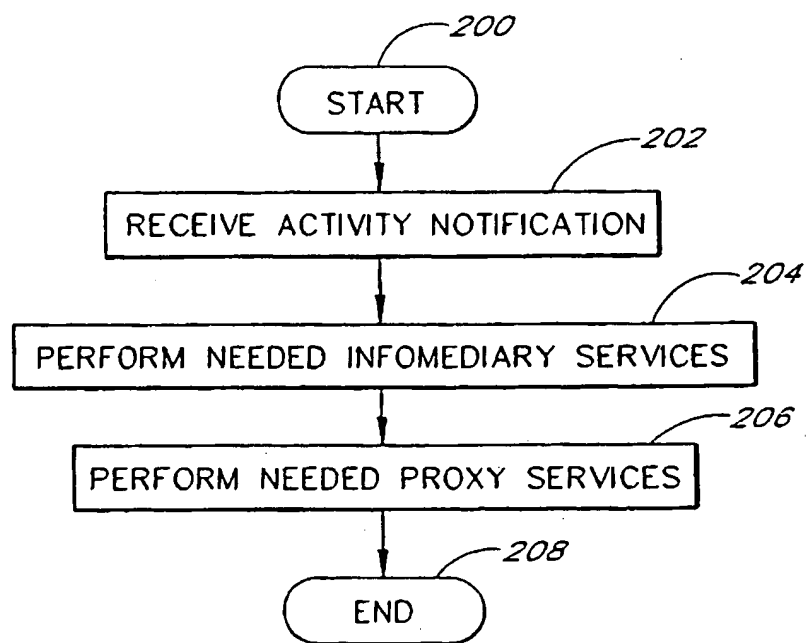 200
START
202
RECEIVE ACTIVITY NOTIFICATION
204
PERFORM NEEDED INFOMEDIARY SERVICES
206
PERFORM NEEDED PROXY SERVICES
208
END